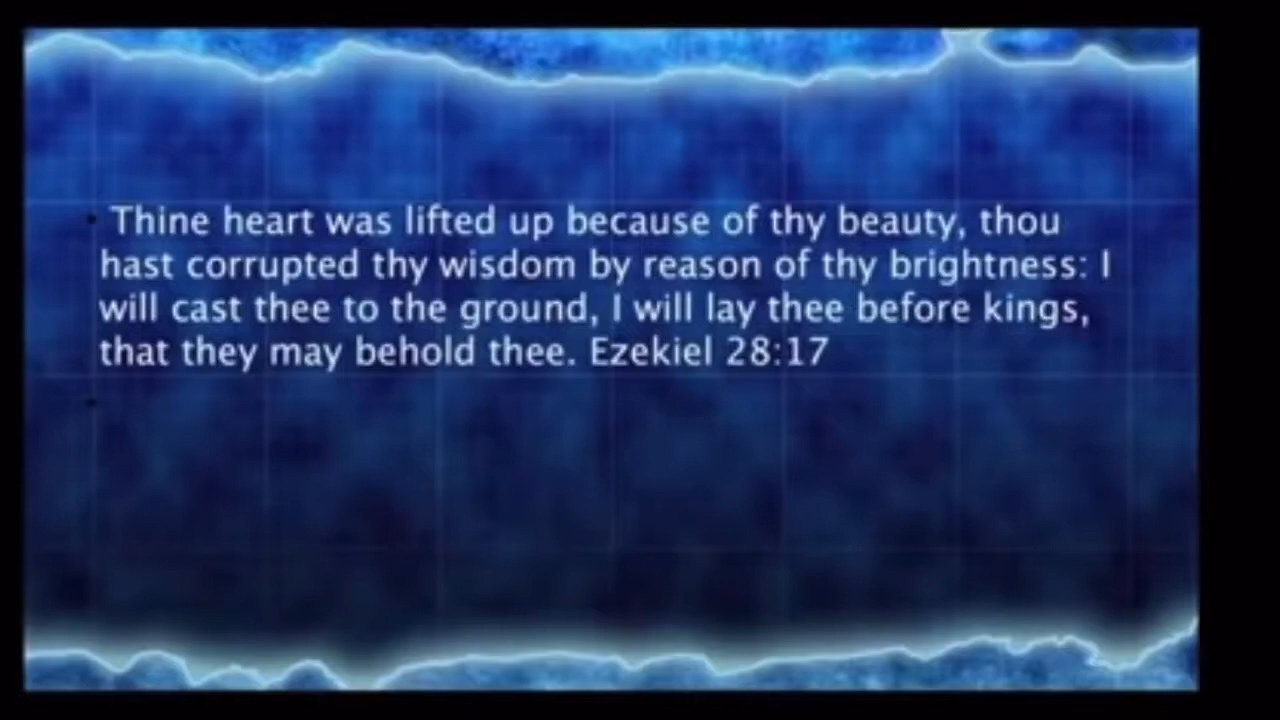 Thine heart was lifted up because of thy beauty, thou
hast corrupted thy wisdom by reason of thy brightness: I
will cast thee to the ground, I will lay thee before kings,
that they may behold thee. Ezekiel 28:17